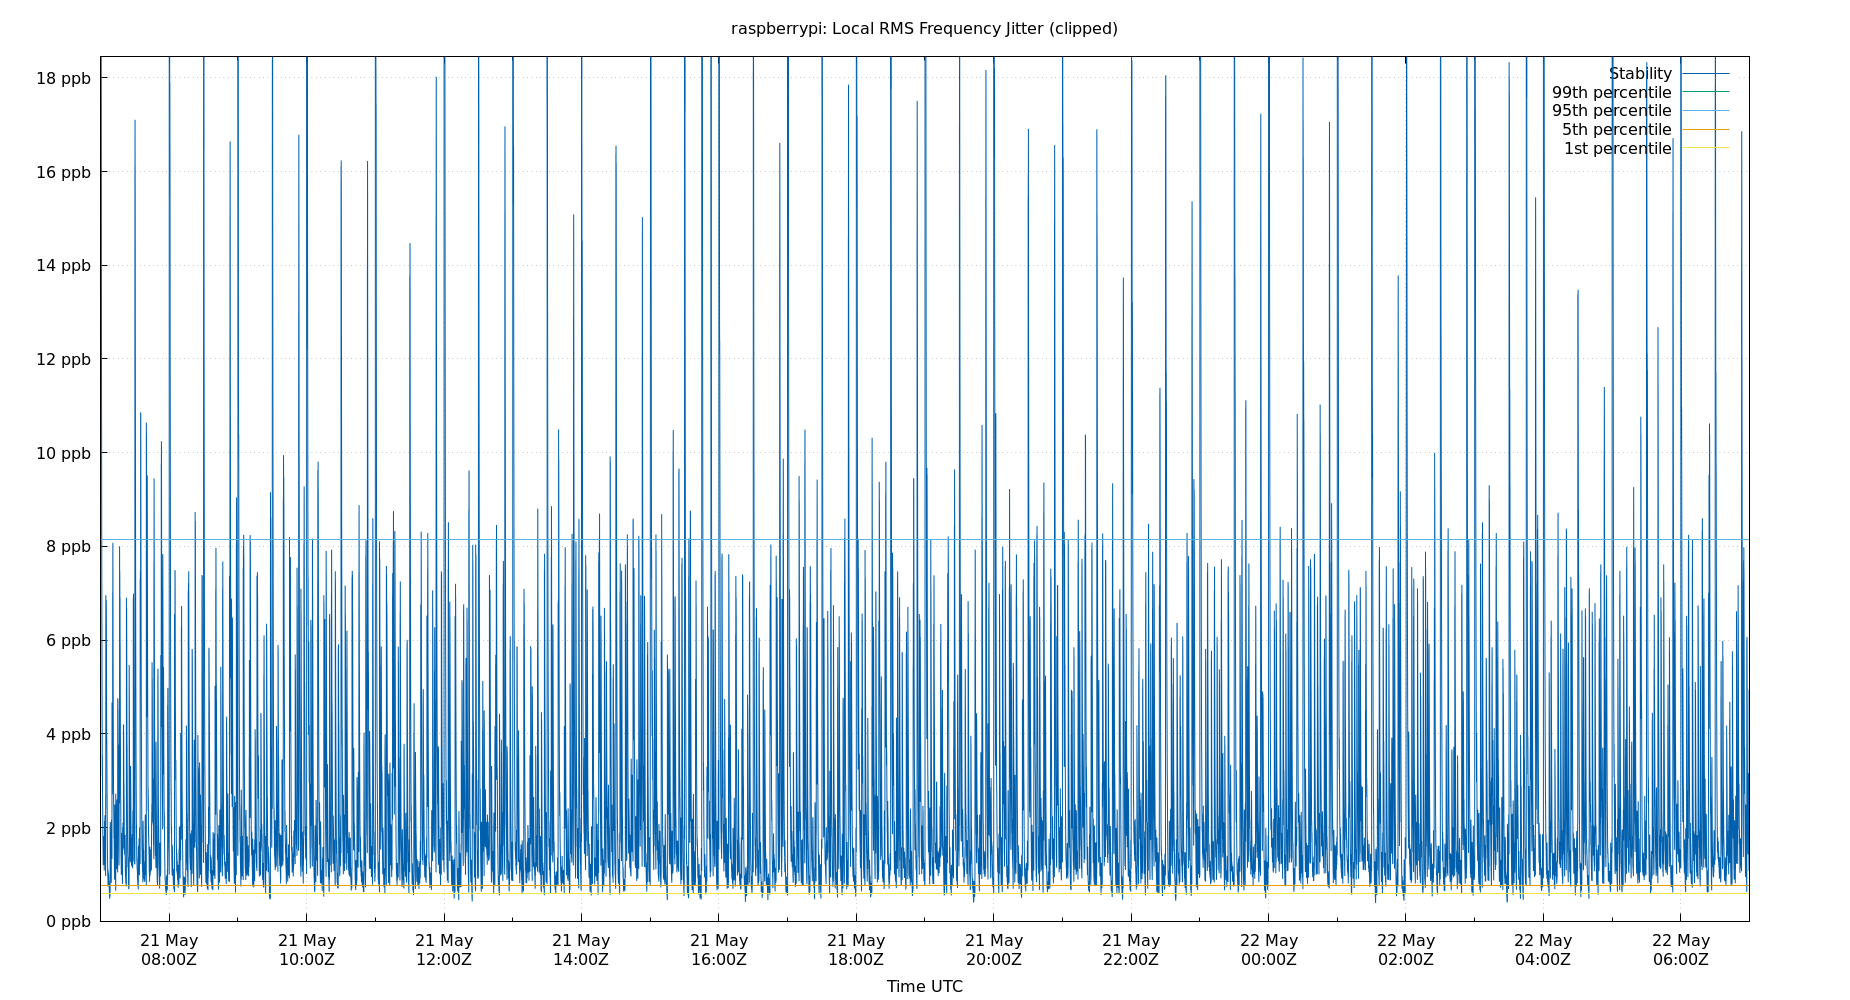 raspberrypi: Local RMS Frequency Jitter (clipped)
18 ppb
16 ppb
14 ppb
12 ppb
10 ppb
8 ppb
6 ppb
4 ppb
2 ppb
0 ppb
Stability
99th percentile
95th percentile
5th percentile
1st percentile
21 May 21 May 21 May 21 May 21 May 21 May 21 May 21 May 22 May 22 May 22 May 22 May
08:00Z 10:00Z 12:00Z 14:00Z 16:00Z 18:00Z 20:00Z 22:00Z 00:00Z 02:00Z 04:00Z 06:00Z
Time UTC